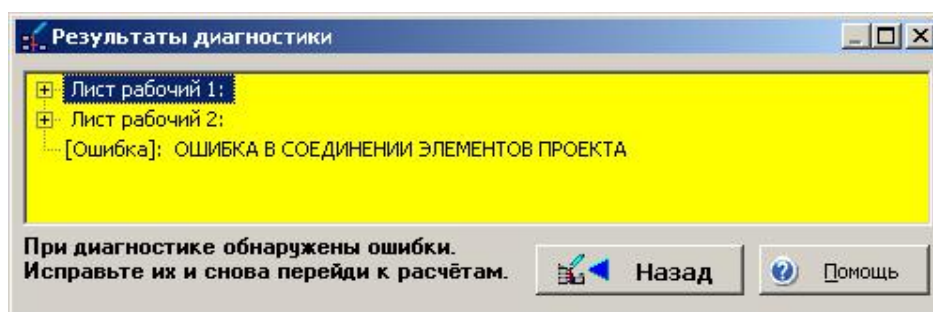 Результаты диагностики
Лист рабочий 1:
Лист рабочий 2:
[Ошибка]: ОШИБКА В СОЕДИНЕНИИ ЭЛЕМЕНТОВ ПРОЕКТА
При диагностике обнаружены ошибки.
Исправьте их и снова перейди к расчётам.
Назад
Помощь